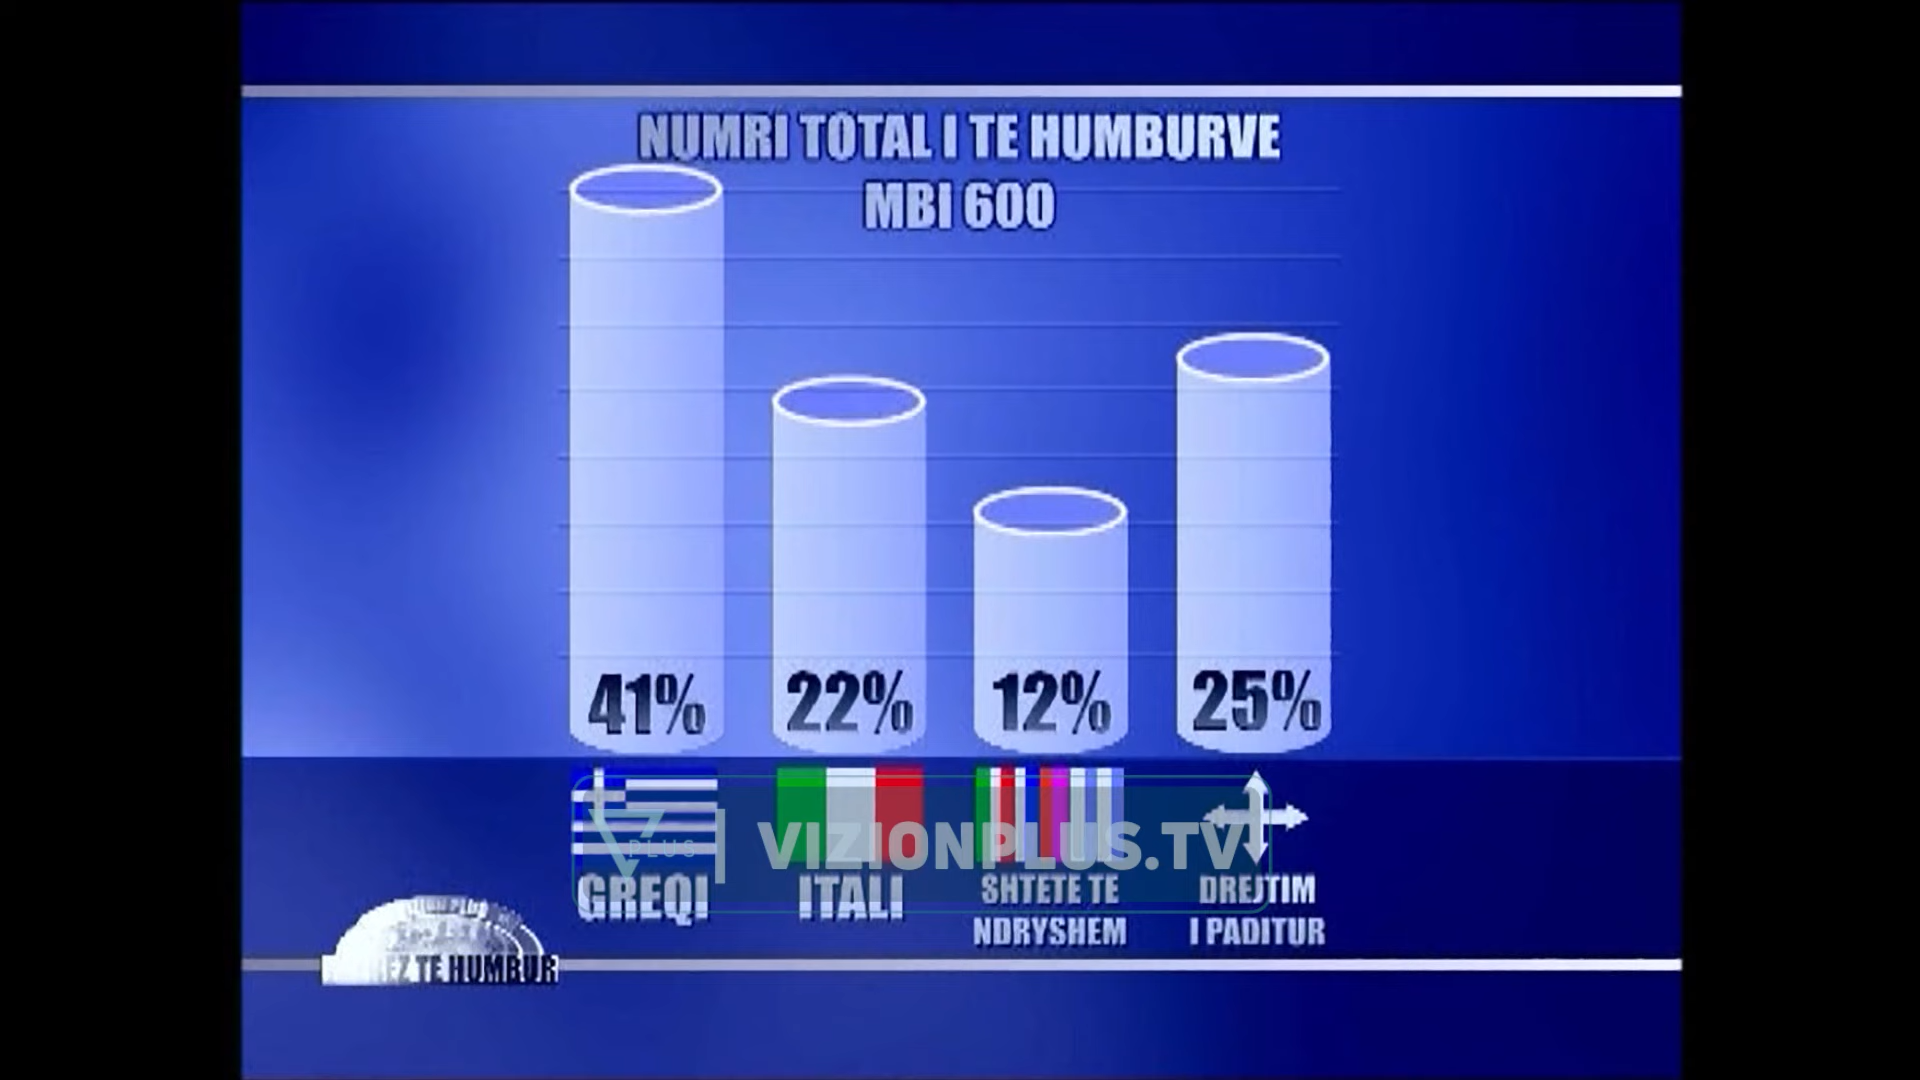 NUMRI TOTAL I TE HUMBURVE
MBI 600
41% 22% 12% 25%
PLUS VIZIONPLUS.TV
GREQI ITALI SHTETE TE NDRYSHEM DREJTIM I PADITUR
TE HUMBUR